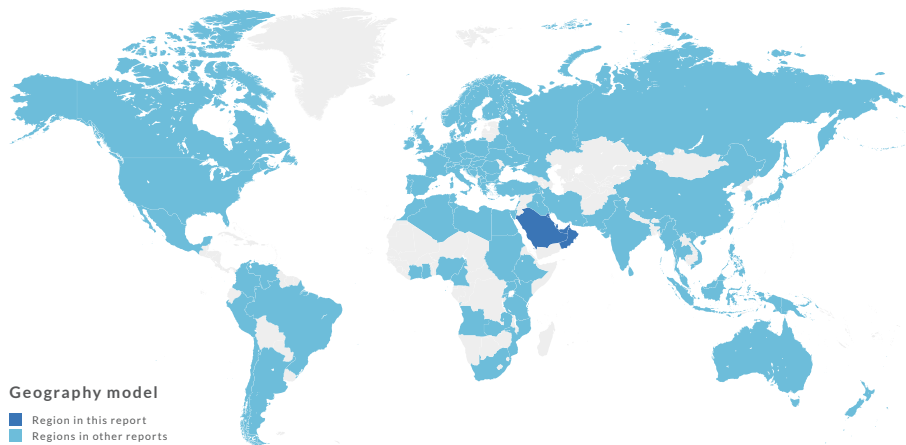 Geography model
Region in this report
Regions in other reports